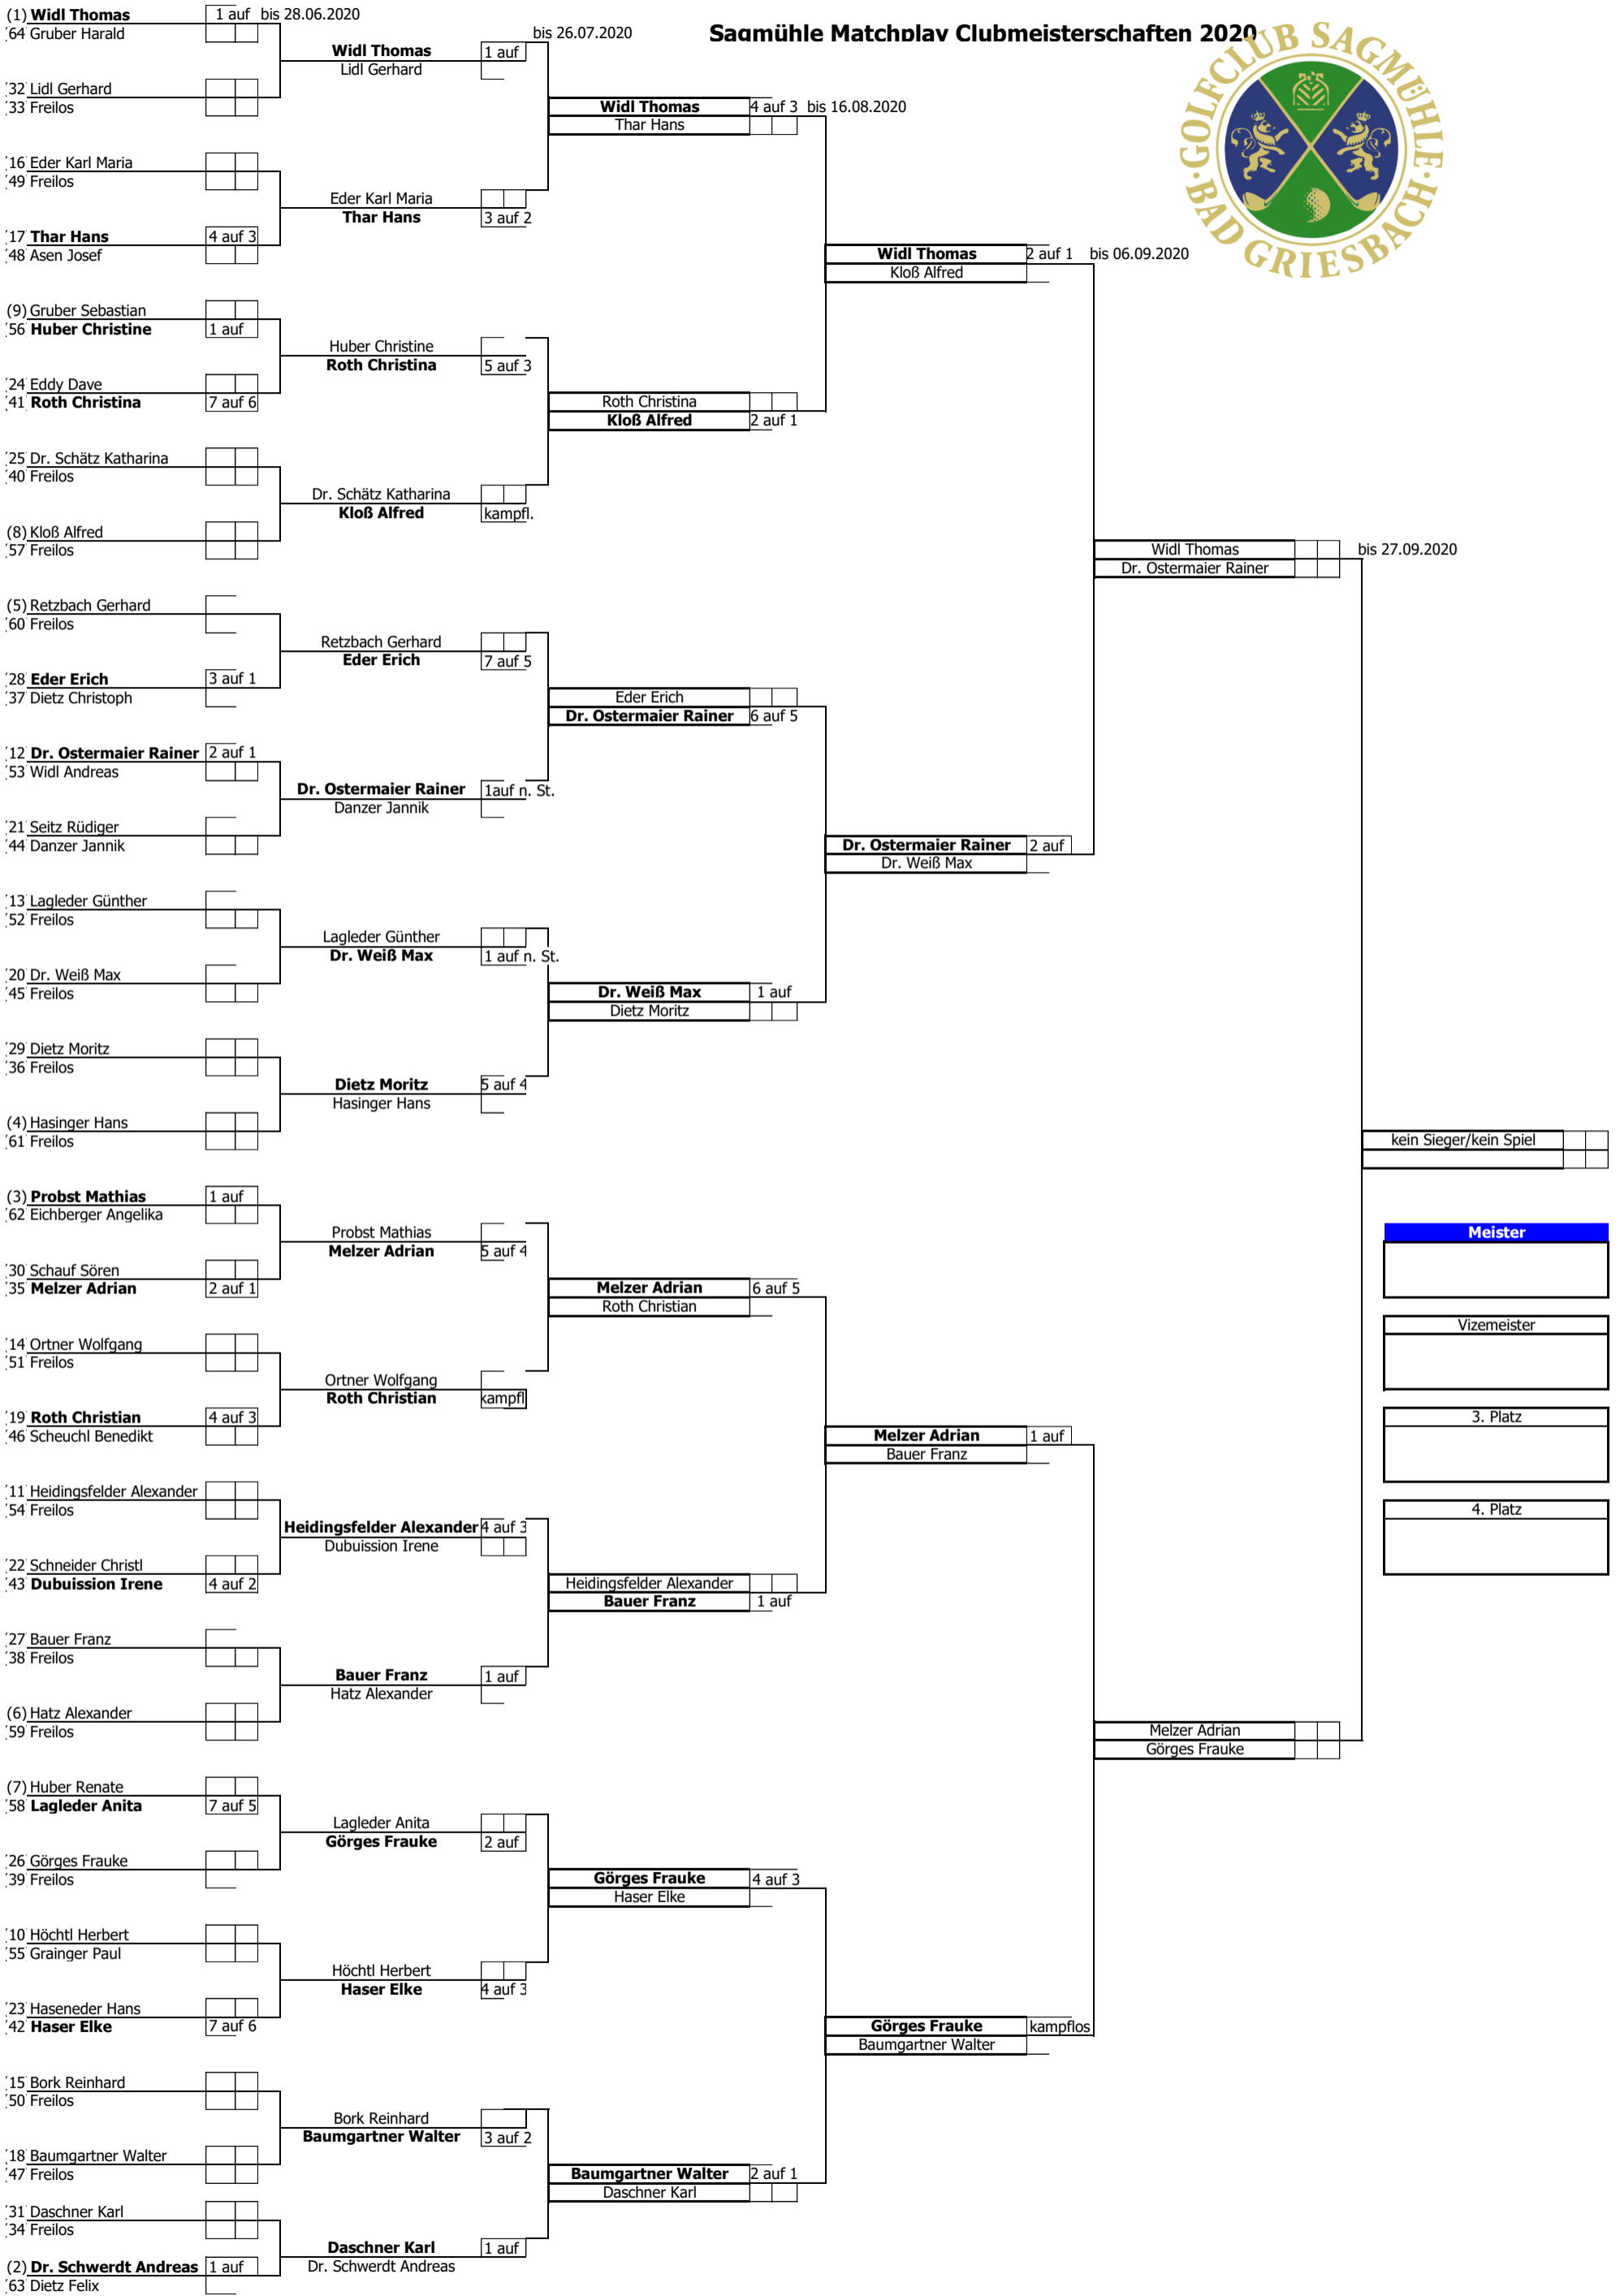 Sagmühle Matchplay Clubmeisterschaften 2020
GOLFCLUB SAGMÜHLE
·BAD GRIESBACH·
bis 28.06.2020
bis 26.07.2020
bis 16.08.2020
bis 06.09.2020
bis 27.09.2020
(1) Widl Thomas 1 auf
64 Gruber Harald
32 Lidl Gerhard
33 Freilos
16 Eder Karl Maria
49 Freilos
17 Thar Hans 4 auf 3
48 Asen Josef
(9) Gruber Sebastian
56 Huber Christine 1 auf
24 Eddy Dave
41 Roth Christina 7 auf 6
25 Dr. Schätz Katharina
40 Freilos
(8) Kloß Alfred
57 Freilos
(5) Retzbach Gerhard
60 Freilos
28 Eder Erich 3 auf 1
37 Dietz Christoph
12 Dr. Ostermaier Rainer 2 auf 1
53 Widl Andreas
21 Seitz Rüdiger
44 Danzer Jannik
13 Lagleder Günther
52 Freilos
20 Dr. Weiß Max
45 Freilos
29 Dietz Moritz
36 Freilos
(4) Hasinger Hans
61 Freilos
(3) Probst Mathias 1 auf
62 Eichberger Angelika
30 Schauf Sören
35 Melzer Adrian 2 auf 1
14 Ortner Wolfgang
51 Freilos
19 Roth Christian 4 auf 3
46 Scheuchl Benedikt
11 Heidingsfelder Alexander
54 Freilos
22 Schneider Christl
43 Dubuission Irene 4 auf 2
27 Bauer Franz
38 Freilos
(6) Hatz Alexander
59 Freilos
(7) Huber Renate
58 Lagleder Anita 7 auf 5
26 Görges Frauke
39 Freilos
10 Höchtl Herbert
55 Grainger Paul
23 Haseneder Hans
42 Haser Elke 7 auf 6
15 Bork Reinhard
50 Freilos
18 Baumgartner Walter
47 Freilos
31 Daschner Karl
34 Freilos
(2) Dr. Schwerdt Andreas 1 auf
63 Dietz Felix
Widl Thomas 1 auf
Lidl Gerhard
Eder Karl Maria
Thar Hans 3 auf 2
Huber Christine
Roth Christina 5 auf 3
Dr. Schätz Katharina
Kloß Alfred kampfl.
Retzbach Gerhard
Eder Erich 7 auf 5
Dr. Ostermaier Rainer 1auf n. St.
Danzer Jannik
Lagleder Günther
Dr. Weiß Max 1 auf n. St.
Dietz Moritz 5 auf 4
Hasinger Hans
Probst Mathias
Melzer Adrian 5 auf 4
Ortner Wolfgang
Roth Christian kampfl
Heidingsfelder Alexander 4 auf 3
Dubuission Irene
Bauer Franz 1 auf
Hatz Alexander
Lagleder Anita
Görges Frauke 2 auf
Höchtl Herbert
Haser Elke 4 auf 3
Bork Reinhard
Baumgartner Walter 3 auf 2
Daschner Karl 1 auf
Dr. Schwerdt Andreas
Widl Thomas 4 auf 3
Thar Hans
Roth Christina
Kloß Alfred 2 auf 1
Eder Erich
Dr. Ostermaier Rainer 6 auf 5
Dr. Weiß Max 1 auf
Dietz Moritz
Melzer Adrian 6 auf 5
Roth Christian
Heidingsfelder Alexander
Bauer Franz 1 auf
Görges Frauke 4 auf 3
Haser Elke
Baumgartner Walter 2 auf 1
Daschner Karl
Widl Thomas 2 auf 1
Kloß Alfred
Dr. Ostermaier Rainer 2 auf
Dr. Weiß Max
Melzer Adrian 1 auf
Bauer Franz
Görges Frauke kampflos
Baumgartner Walter
Widl Thomas
Dr. Ostermaier Rainer
Melzer Adrian
Görges Frauke
kein Sieger/kein Spiel
Meister
Vizemeister
3. Platz
4. Platz